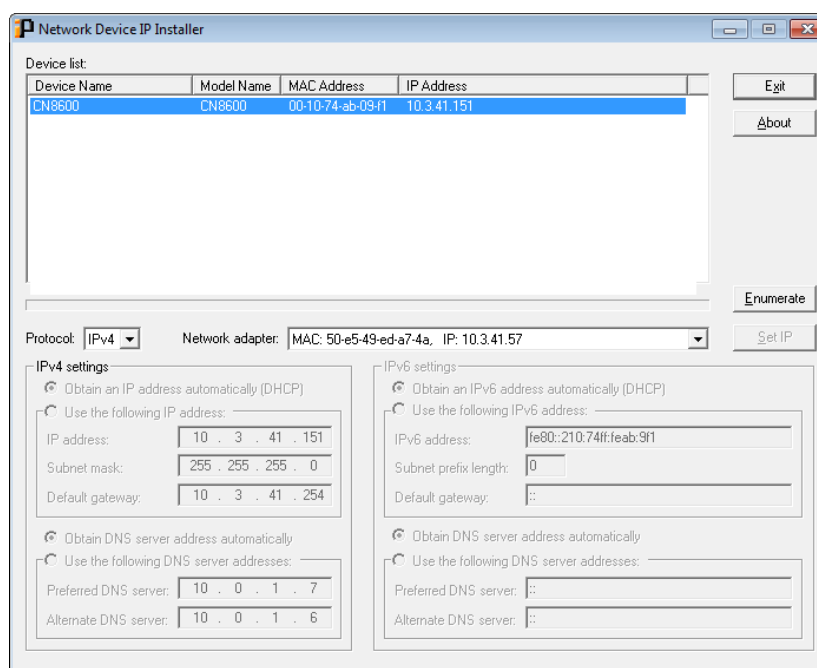 iP Network Device IP Installer
Device list:
Device Name Model Name MAC Address IP Address
CN8600 CN8600 00-10-74-ab-09-f1 10.3.41.151
Exit
About
Enumerate
Protocol: IPv4 Network adapter: MAC: 50-e5-49-ed-a7-4a, IP: 10.3.41.57 Set IP
IPv4 settings
Obtain an IP address automatically (DHCP)
Use the following IP address:
IP address: 10 . 3 . 41 . 151
Subnet mask: 255 . 255 . 255 . 0
Default gateway: 10 . 3 . 41 . 254
Obtain DNS server address automatically
Use the following DNS server addresses:
Preferred DNS server: 10 . 0 . 1 . 7
Alternate DNS server: 10 . 0 . 1 . 6
IPv6 settings
Obtain an IPv6 address automatically (DHCP)
Use the following IPv6 address:
IPv6 address: fe80::210:74ff:feab:9f1
Subnet prefix length: 0
Default gateway: ::
Obtain DNS server address automatically
Use the following DNS server addresses:
Preferred DNS server: ::
Alternate DNS server: ::